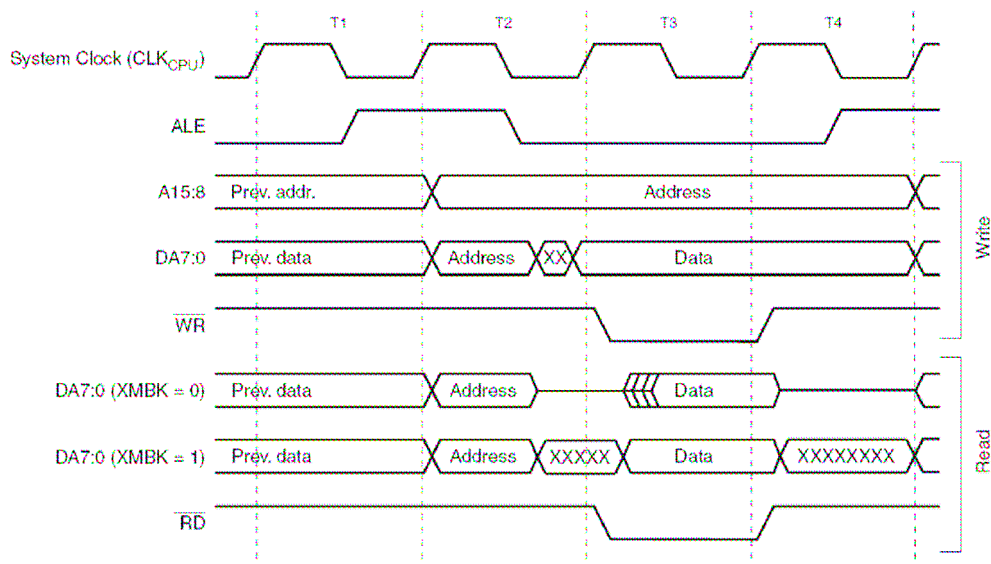 T1 T2 T3 T4
System Clock (CLKCPU)
ALE
A15:8 Prev. addr. Address
DA7:0 Prev. data Address XX Data
WR
Write
DA7:0 (XMBK = 0) Prev. data Address Data
DA7:0 (XMBK = 1) Prev. data Address XXXXX Data XXXXXXXX
RD
Read